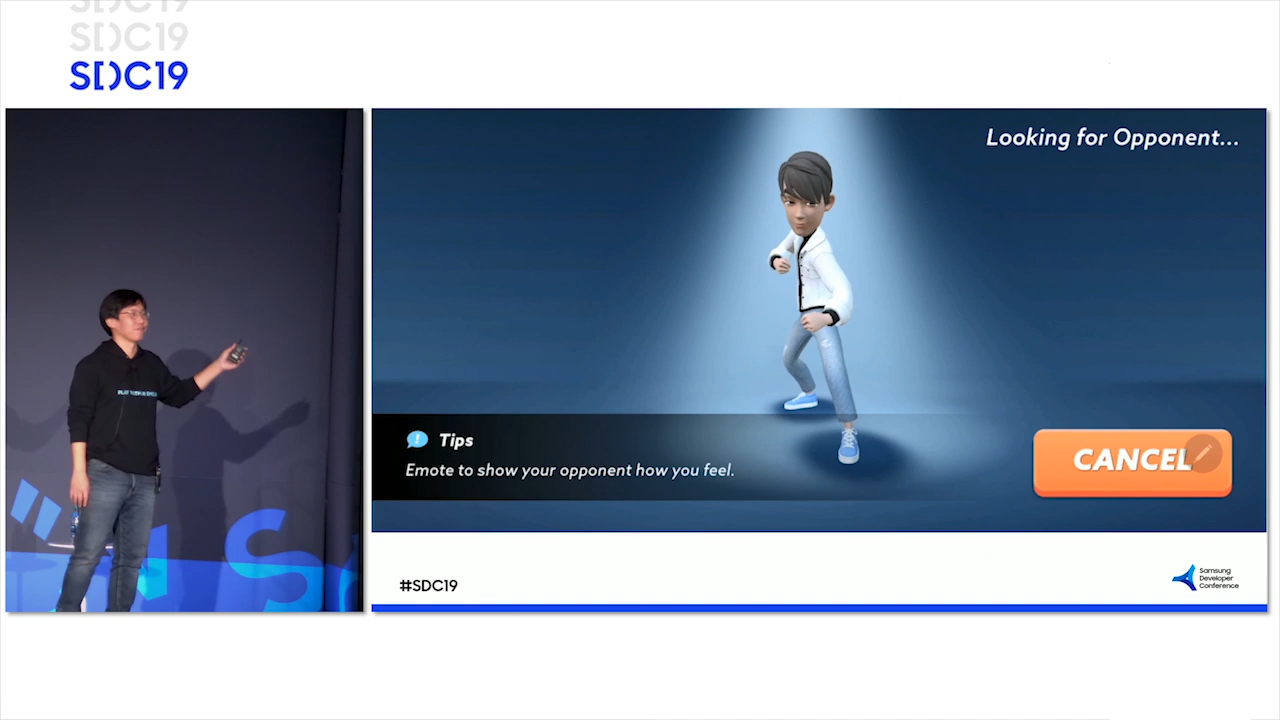 SDC19
SDC19
SDC19
Looking for Opponent...
Tips
Emote to show your opponent how you feel.
CANCEL
#SDC19
Samsung
Developer
Conference